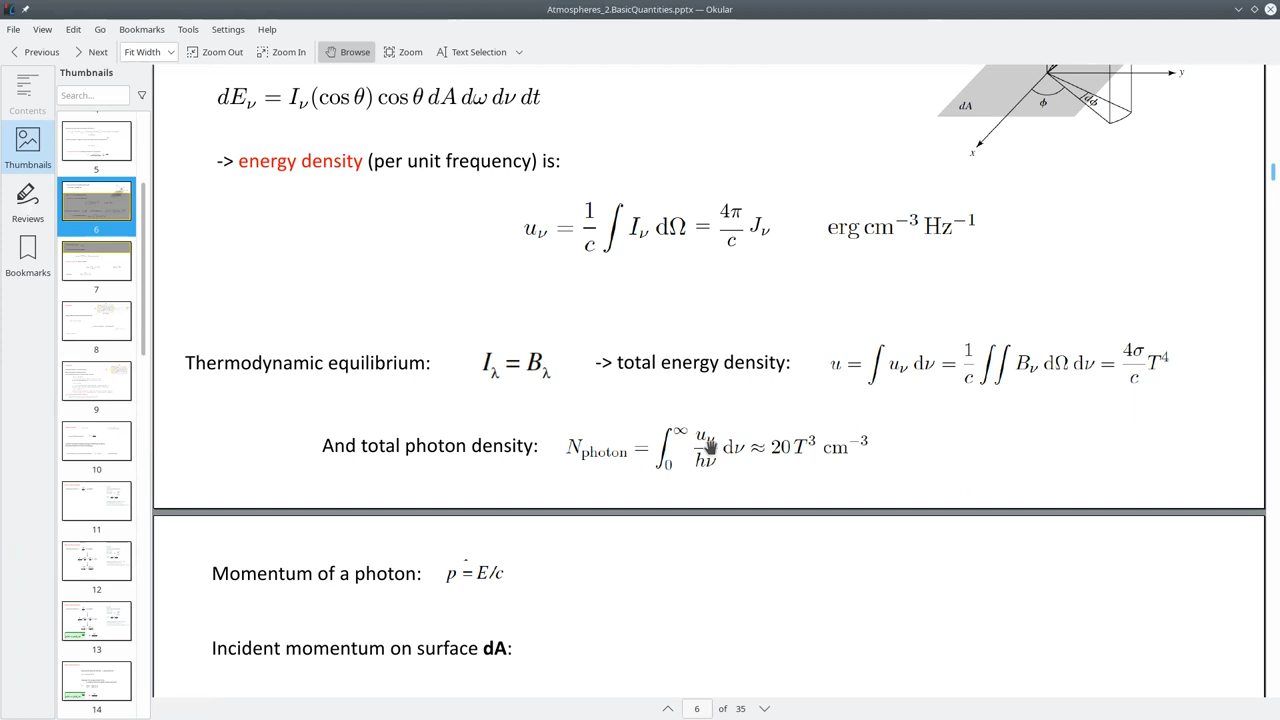 Atmospheres_2.BasicQuantities.pptx — Okular
File View Edit Go Bookmarks Tools Settings Help
Previous Next Fit Width Zoom Out Zoom In Browse Zoom Text Selection
Thumbnails
Search...
Contents
Thumbnails
Reviews
Bookmarks
5
6
7
8
9
10
11
12
13
14
dE_ν = I_ν(cos θ) cos θ dA dω dν dt
dA
ϕ
dϕ
x
y
-> energy density (per unit frequency) is:
u_ν = 1/c ∫ I_ν dΩ = 4π/c J_ν erg cm⁻³ Hz⁻¹
Thermodynamic equilibrium: I_λ = B_λ -> total energy density: u = ∫ u_ν dν = 1/c ∫∫ B_ν dΩ dν = 4σ/c T⁴
And total photon density: N_photon = ∫₀^∞ u_ν/hν dν ≈ 20 T³ cm⁻³
Momentum of a photon: p = E/c
Incident momentum on surface dA:
6 of 35